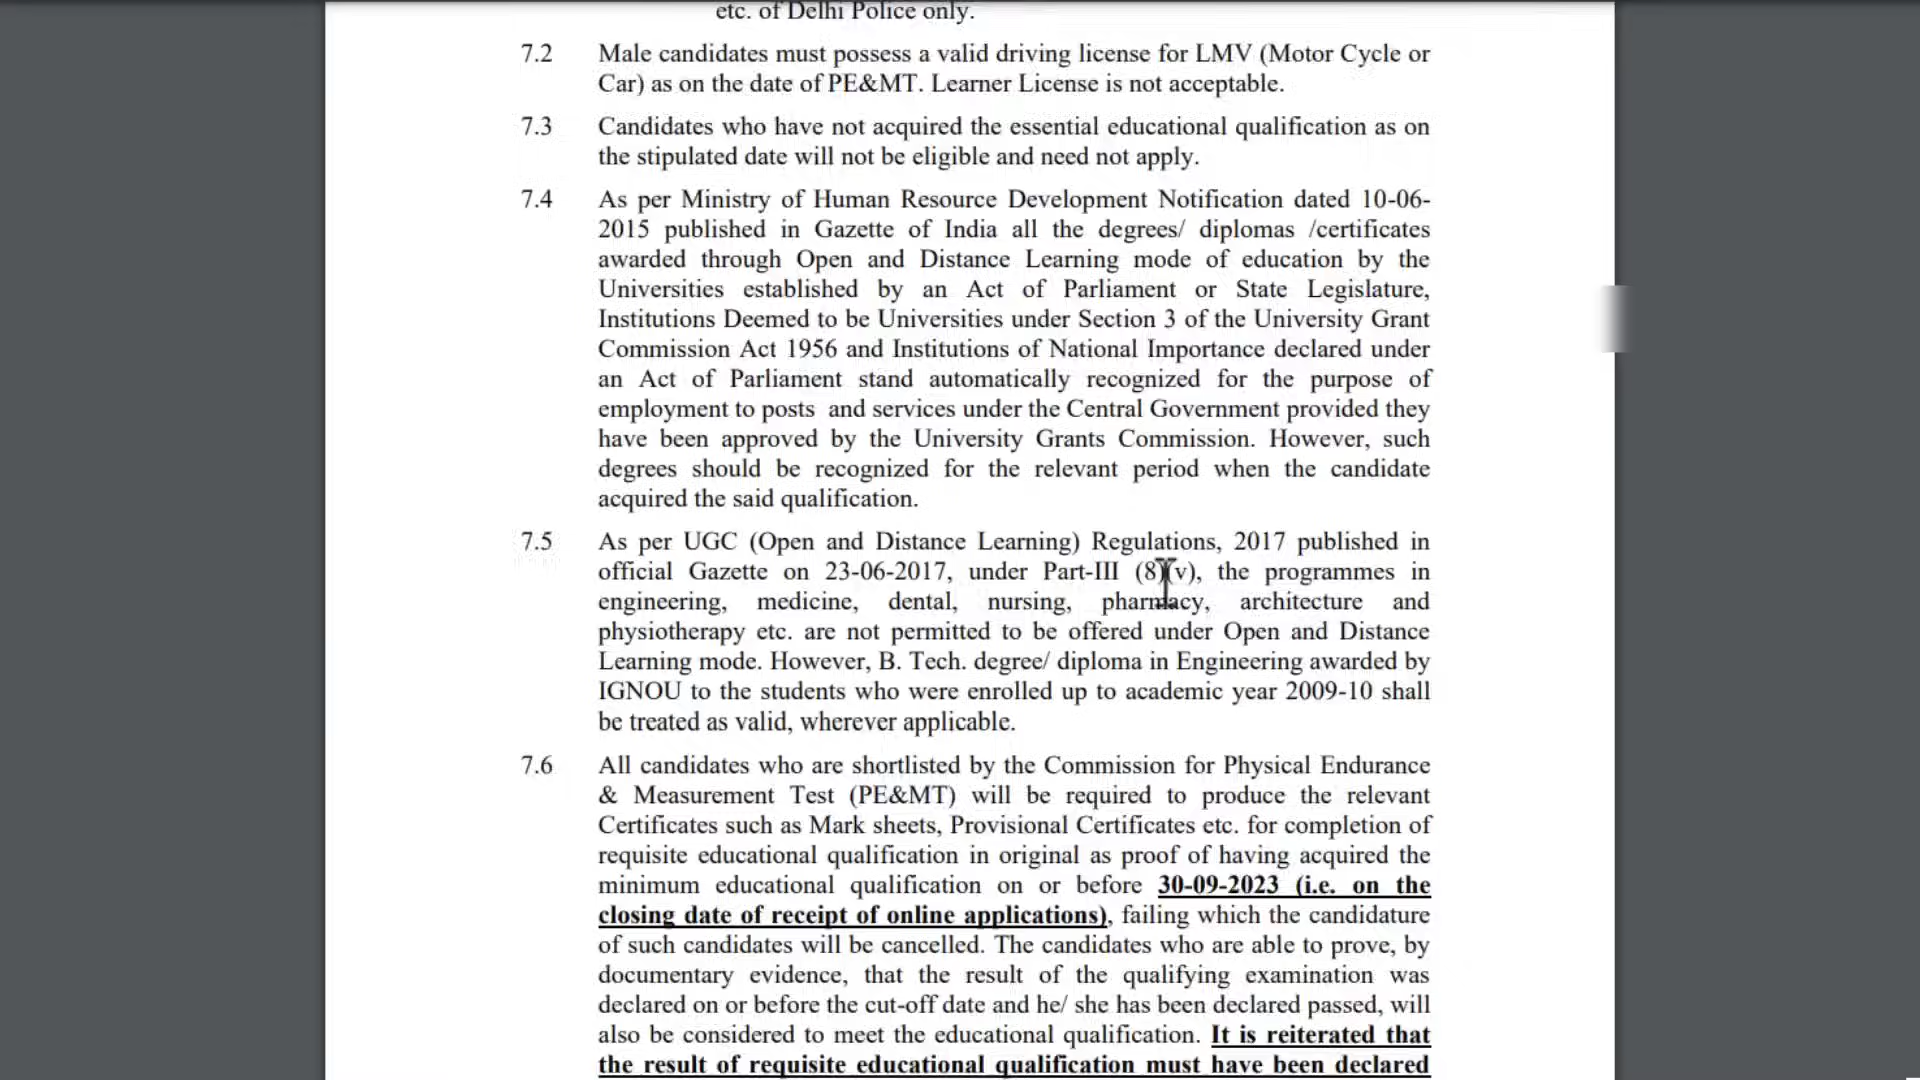 etc. of Delhi Police only.
7.2 Male candidates must possess a valid driving license for LMV (Motor Cycle or
Car) as on the date of PE&MT. Learner License is not acceptable.
7.3 Candidates who have not acquired the essential educational qualification as on
the stipulated date will not be eligible and need not apply.
7.4 As per Ministry of Human Resource Development Notification dated 10-06-
2015 published in Gazette of India all the degrees/ diplomas /certificates
awarded through Open and Distance Learning mode of education by the
Universities established by an Act of Parliament or State Legislature,
Institutions Deemed to be Universities under Section 3 of the University Grant
Commission Act 1956 and Institutions of National Importance declared under
an Act of Parliament stand automatically recognized for the purpose of
employment to posts and services under the Central Government provided they
have been approved by the University Grants Commission. However, such
degrees should be recognized for the relevant period when the candidate
acquired the said qualification.
7.5 As per UGC (Open and Distance Learning) Regulations, 2017 published in
official Gazette on 23-06-2017, under Part-III (8)(v), the programmes in
engineering, medicine, dental, nursing, pharmacy, architecture and
physiotherapy etc. are not permitted to be offered under Open and Distance
Learning mode. However, B. Tech. degree/ diploma in Engineering awarded by
IGNOU to the students who were enrolled up to academic year 2009-10 shall
be treated as valid, wherever applicable.
7.6 All candidates who are shortlisted by the Commission for Physical Endurance
& Measurement Test (PE&MT) will be required to produce the relevant
Certificates such as Mark sheets, Provisional Certificates etc. for completion of
requisite educational qualification in original as proof of having acquired the
minimum educational qualification on or before 30-09-2023 (i.e. on the
closing date of receipt of online applications), failing which the candidature
of such candidates will be cancelled. The candidates who are able to prove, by
documentary evidence, that the result of the qualifying examination was
declared on or before the cut-off date and he/ she has been declared passed, will
also be considered to meet the educational qualification. It is reiterated that
the result of requisite educational qualification must have been declared